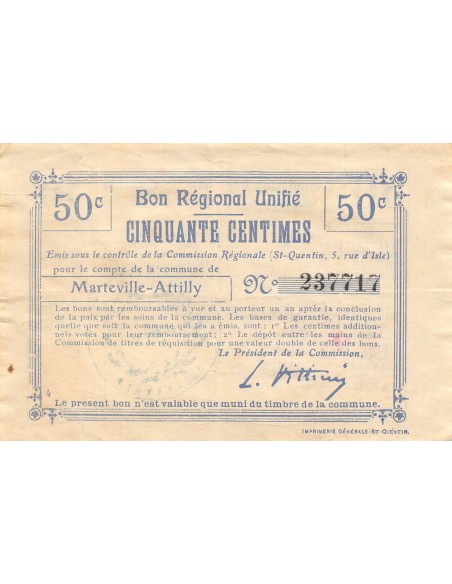 50c Bon Régional Unifié 50c
CINQUANTE CENTIMES
Emis sous le contrôle de la Commission Régionale (St-Quentin, 5, rue d'Isle)
pour le compte de la commune de
Marteville-Attilly No 237717
Les bons sont remboursables à vue et au porteur un an après la conclusion
de la paix par les soins de la commune. Les bases de garantie, identiques
quelle que soit la commune qui les a émis, sont : 1o Les centimes addition-
nels votés pour leur remboursement ; 2o Le dépôt entre les mains de la
Commission de titres de réquisition pour une valeur double de celle des bons.
Le Président de la Commission,
4
Le présent bon n'est valable que muni du timbre de la commune.
IMPRIMERIE GÉNÉRALE-ST-QUENTIN.